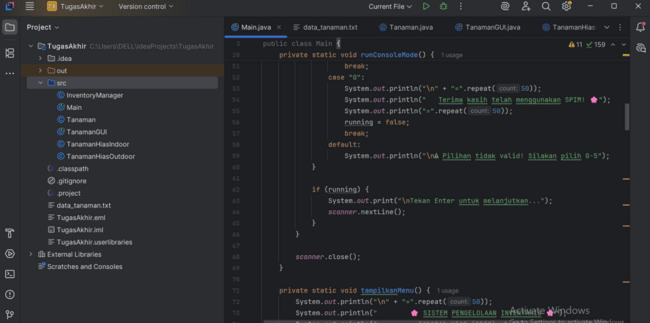 TugasAkhir
Version control
Current File
Project
TugasAkhir C:\Users\DELL\IdeaProjects\TugasAkhir
.idea
out
src
InventoryManager
Main
Tanaman
TanamanGUI
TanamanHiasIndoor
TanamanHiasOutdoor
.classpath
.gitignore
.project
data_tanaman.txt
TugasAkhir.eml
TugasAkhir.iml
TugasAkhir.userlibraries
External Libraries
Scratches and Consoles
Main.java
data_tanaman.txt
Tanaman.java
TanamanGUI.java
TanamanHias
11 159
public class Main {
private static void runConsoleMode() { 1 usage
break;
case "0":
System.out.println("\n" + "=".repeat( count: 50));
System.out.println("   Terima kasih telah menggunakan SPIM! 🌸");
System.out.println("=".repeat( count: 50));
running = false;
break;
default:
System.out.println("\n⚠ Pilihan tidak valid! Silakan pilih 0-5");
}
if (running) {
System.out.print("\nTekan Enter untuk melanjutkan...");
scanner.nextLine();
}
}
scanner.close();
}
private static void tampilkanMenu() { 1 usage
System.out.println("\n" + "=".repeat( count: 50));
System.out.println("        🌸 SISTEM PENGELOLAAN INVENTARIS 🌸
Activate Windows